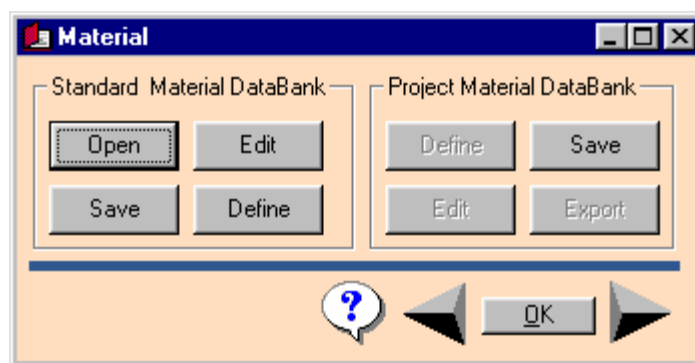 Material
Standard Material DataBank
Open Edit
Save Define
Project Material DataBank
Define Save
Edit Export
?
OK